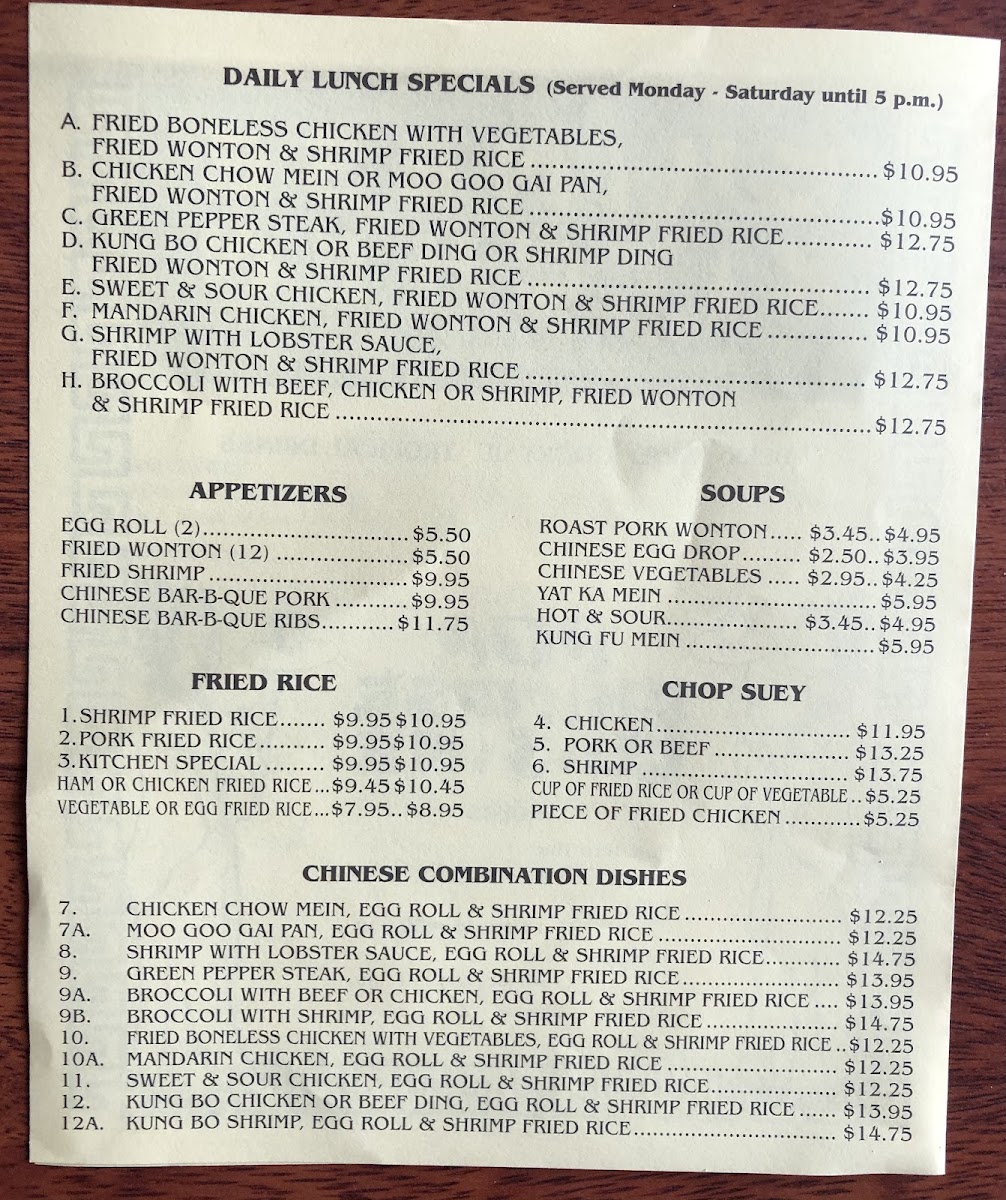 DAILY LUNCH SPECIALS (Served Monday - Saturday until 5 p.m.)
A. FRIED BONELESS CHICKEN WITH VEGETABLES,
FRIED WONTON & SHRIMP FRIED RICE.................................................. $10.95
B. CHICKEN CHOW MEIN OR MOO GOO GAI PAN,
FRIED WONTON & SHRIMP FRIED RICE..................................................$10.95
C. GREEN PEPPER STEAK, FRIED WONTON & SHRIMP FRIED RICE............ $12.75
D. KUNG BO CHICKEN OR BEEF DING OR SHRIMP DING
FRIED WONTON & SHRIMP FRIED RICE ................................................. $12.75
E. SWEET & SOUR CHICKEN, FRIED WONTON & SHRIMP FRIED RICE....... $10.95
F. MANDARIN CHICKEN, FRIED WONTON & SHRIMP FRIED RICE .............. $10.95
G. SHRIMP WITH LOBSTER SAUCE,
FRIED WONTON & SHRIMP FRIED RICE ................................................. $12.75
H. BROCCOLI WITH BEEF, CHICKEN OR SHRIMP, FRIED WONTON
& SHRIMP FRIED RICE .............................................................................$12.75
APPETIZERS
EGG ROLL (2).............................. $5.50
FRIED WONTON (12) ................... $5.50
FRIED SHRIMP ............................ $9.95
CHINESE BAR-B-QUE PORK ........... $9.95
CHINESE BAR-B-QUE RIBS........... $11.75
SOUPS
ROAST PORK WONTON..... $3.45.. $4.95
CHINESE EGG DROP......... $2.50.. $3.95
CHINESE VEGETABLES ..... $2.95.. $4.25
YAT KA MEIN ...............................$5.95
HOT & SOUR................... $3.45.. $4.95
KUNG FU MEIN ............................$5.95
FRIED RICE
1.SHRIMP FRIED RICE....... $9.95 $10.95
2.PORK FRIED RICE.......... $9.95 $10.95
3.KITCHEN SPECIAL ......... $9.95 $10.95
HAM OR CHICKEN FRIED RICE...$9.45 $10.45
VEGETABLE OR EGG FRIED RICE...$7.95.. $8.95
CHOP SUEY
4. CHICKEN............................ $11.95
5. PORK OR BEEF .................... $13.25
6. SHRIMP .............................. $13.75
CUP OF FRIED RICE OR CUP OF VEGETABLE ..$5.25
PIECE OF FRIED CHICKEN ...........$5.25
CHINESE COMBINATION DISHES
7. CHICKEN CHOW MEIN, EGG ROLL & SHRIMP FRIED RICE ....................... $12.25
7A. MOO GOO GAI PAN, EGG ROLL & SHRIMP FRIED RICE ........................... $12.25
8. SHRIMP WITH LOBSTER SAUCE, EGG ROLL & SHRIMP FRIED RICE........... $14.75
9. GREEN PEPPER STEAK, EGG ROLL & SHRIMP FRIED RICE....................... $13.95
9A. BROCCOLI WITH BEEF OR CHICKEN, EGG ROLL & SHRIMP FRIED RICE .... $13.95
9B. BROCCOLI WITH SHRIMP, EGG ROLL & SHRIMP FRIED RICE ................... $14.75
10. FRIED BONELESS CHICKEN WITH VEGETABLES, EGG ROLL & SHRIMP FRIED RICE ..$12.25
10A. MANDARIN CHICKEN, EGG ROLL & SHRIMP FRIED RICE ......................... $12.25
11. SWEET & SOUR CHICKEN, EGG ROLL & SHRIMP FRIED RICE.................. $12.25
12. KUNG BO CHICKEN OR BEEF DING, EGG ROLL & SHRIMP FRIED RICE ...... $13.95
12A. KUNG BO SHRIMP, EGG ROLL & SHRIMP FRIED RICE.............................. $14.75